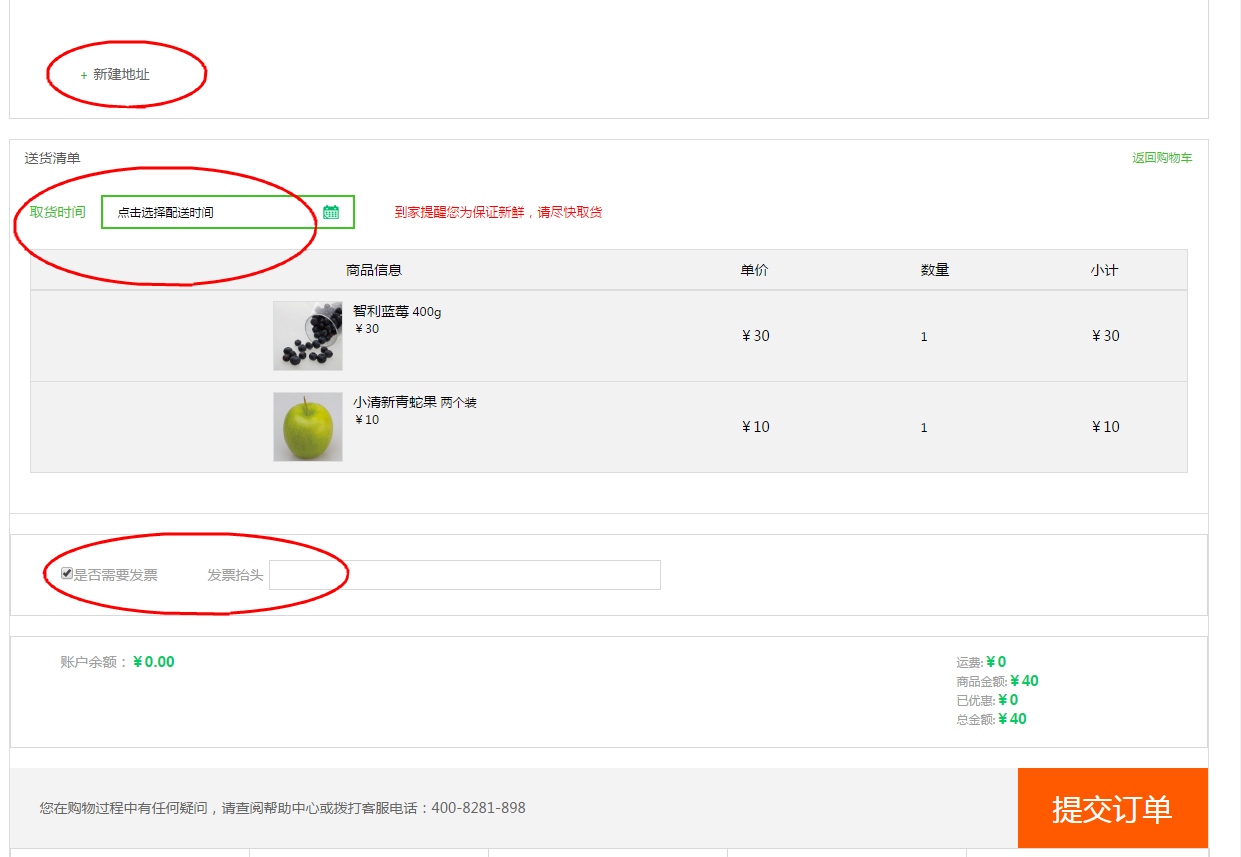 + 新建地址
送货清单 返回购物车
取货时间 点击选择配送时间 到家提醒您为保证新鲜，请尽快取货
商品信息 单价 数量 小计
智利蓝莓 400g
¥30
¥30 1 ¥30
小清新青蛇果 两个装
¥10
¥10 1 ¥10
是否需要发票 发票抬头
账户余额：¥0.00
运费:¥0
商品金额:¥40
已优惠:¥0
总金额:¥40
您在购物过程中有任何疑问，请查阅帮助中心或拨打客服电话：400-8281-898
提交订单